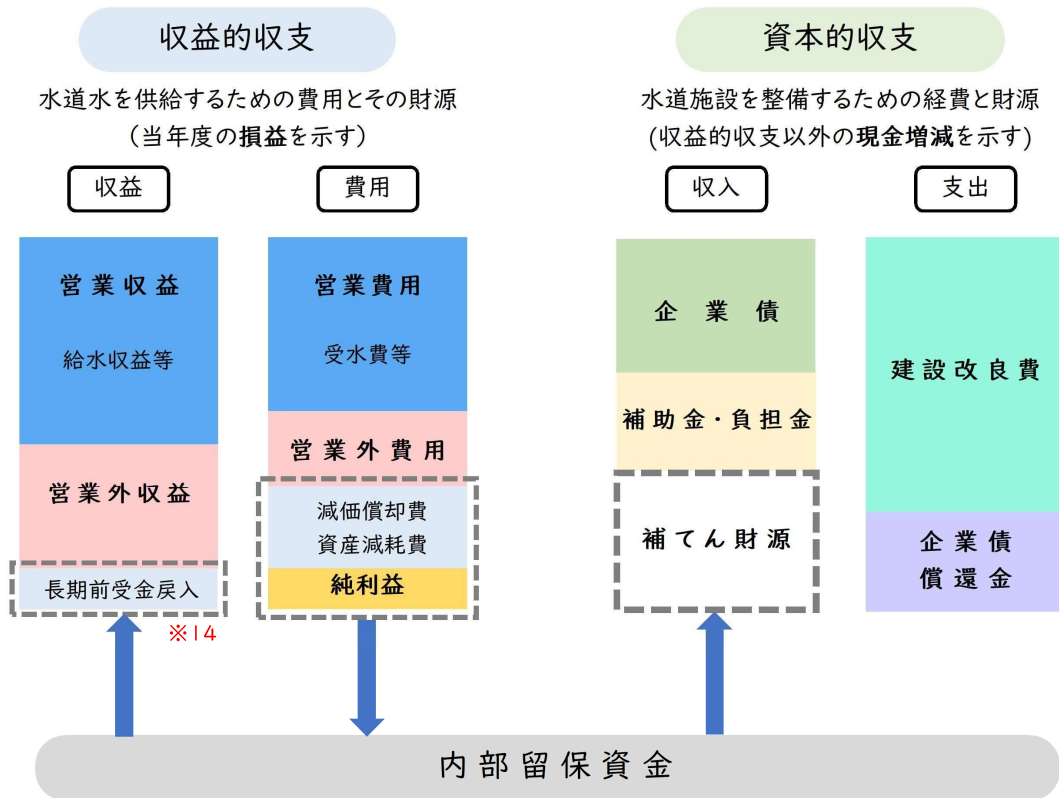 収益的収支
水道水を供給するための費用とその財源
（当年度の損益を示す）
収益
費用
営業収益
給水収益等
営業外収益
長期前受金戻入
※14
営業費用
受水費等
営業外費用
減価償却費
資産減耗費
純利益
資本的収支
水道施設を整備するための経費と財源
(収益的収支以外の現金増減を示す)
収入
支出
企業債
補助金・負担金
補てん財源
建設改良費
企業債
償還金
内部留保資金